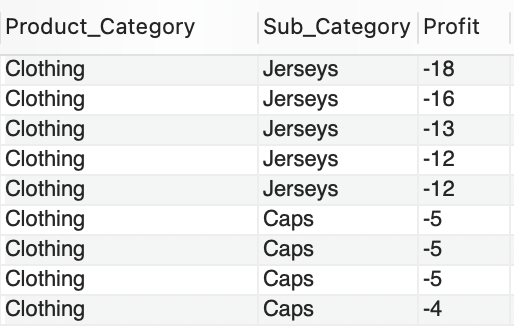 Product_Category Sub_Category Profit
Clothing Jerseys -18
Clothing Jerseys -16
Clothing Jerseys -13
Clothing Jerseys -12
Clothing Jerseys -12
Clothing Caps -5
Clothing Caps -5
Clothing Caps -5
Clothing Caps -4